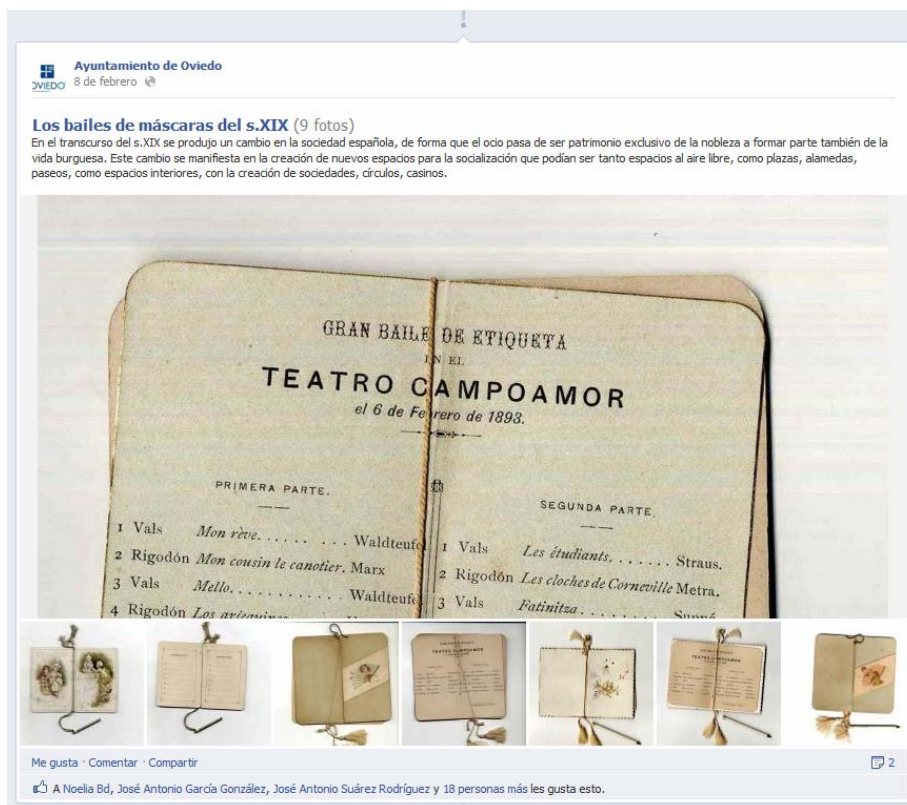 Ayuntamiento de Oviedo
OVIEDO
8 de febrero
Los bailes de máscaras del s.XIX (9 fotos)
En el transcurso del s.XIX se produjo un cambio en la sociedad española, de forma que el ocio pasa de ser patrimonio exclusivo de la nobleza a formar parte también de la
vida burguesa. Este cambio se manifiesta en la creación de nuevos espacios para la socialización que podían ser tanto espacios al aire libre, como plazas, alamedas,
paseos, como espacios interiores, con la creación de sociedades, círculos, casinos.
GRAN BAILE DE ETIQUETA
EN EL
TEATRO CAMPOAMOR
el 6 de Febrero de 1893.
PRIMERA PARTE.
1 Vals Mon rève. . . . . . . . . Waldteufe
2 Rigodón Mon cousin le canotier. Marx
3 Vals Mello. . . . . . . . . . . Waldteufe
4 Rigodón Los
SEGUNDA PARTE.
1 Vals Les étudiants. . . . . . . Straus.
2 Rigodón Les cloches de Corneville Metra.
3 Vals Fatinitza . . . . . . . . Suppé
TEATRO CAMPOAMOR
TEATRO CAMPOAMOR
Me gusta · Comentar · Compartir
2
A Noelia Bd, José Antonio García González, José Antonio Suárez Rodríguez y 18 personas más les gusta esto.